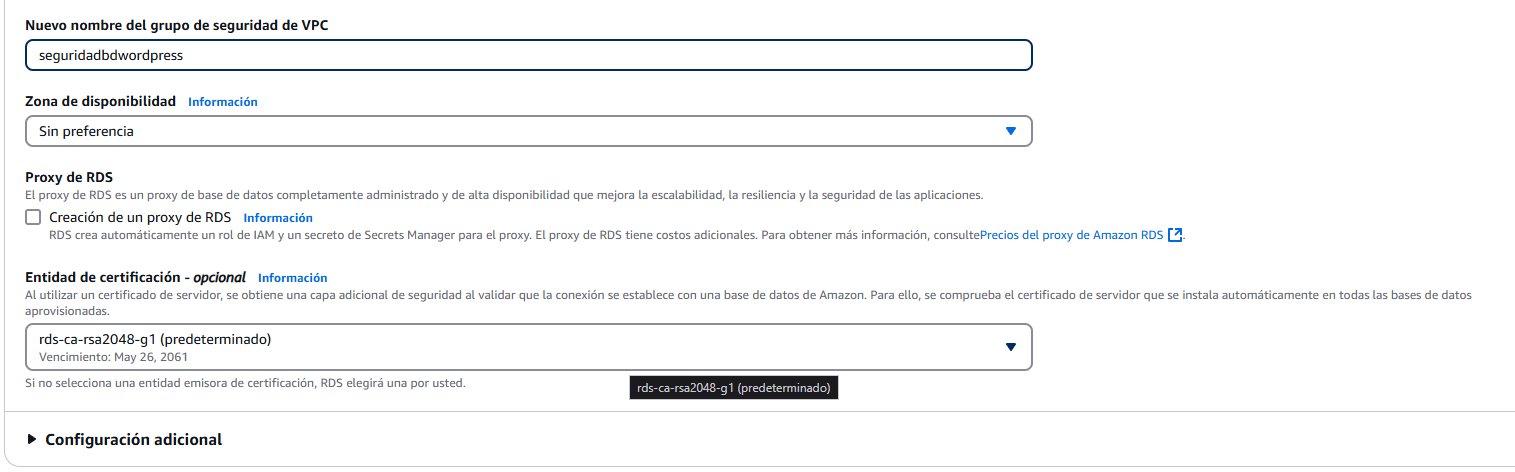 Nuevo nombre del grupo de seguridad de VPC
seguridadbdwordpress
Zona de disponibilidad Información
Sin preferencia
Proxy de RDS
El proxy de RDS es un proxy de base de datos completamente administrado y de alta disponibilidad que mejora la escalabilidad, la resiliencia y la seguridad de las aplicaciones.
Creación de un proxy de RDS Información
RDS crea automáticamente un rol de IAM y un secreto de Secrets Manager para el proxy. El proxy de RDS tiene costos adicionales. Para obtener más información, consultePrecios del proxy de Amazon RDS .
Entidad de certificación - opcional Información
Al utilizar un certificado de servidor, se obtiene una capa adicional de seguridad al validar que la conexión se establece con una base de datos de Amazon. Para ello, se comprueba el certificado de servidor que se instala automáticamente en todas las bases de datos
aprovisionadas.
rds-ca-rsa2048-g1 (predeterminado)
Vencimiento: May 26, 2061
Si no selecciona una entidad emisora de certificación, RDS elegirá una por usted.
rds-ca-rsa2048-g1 (predeterminado)
Configuración adicional